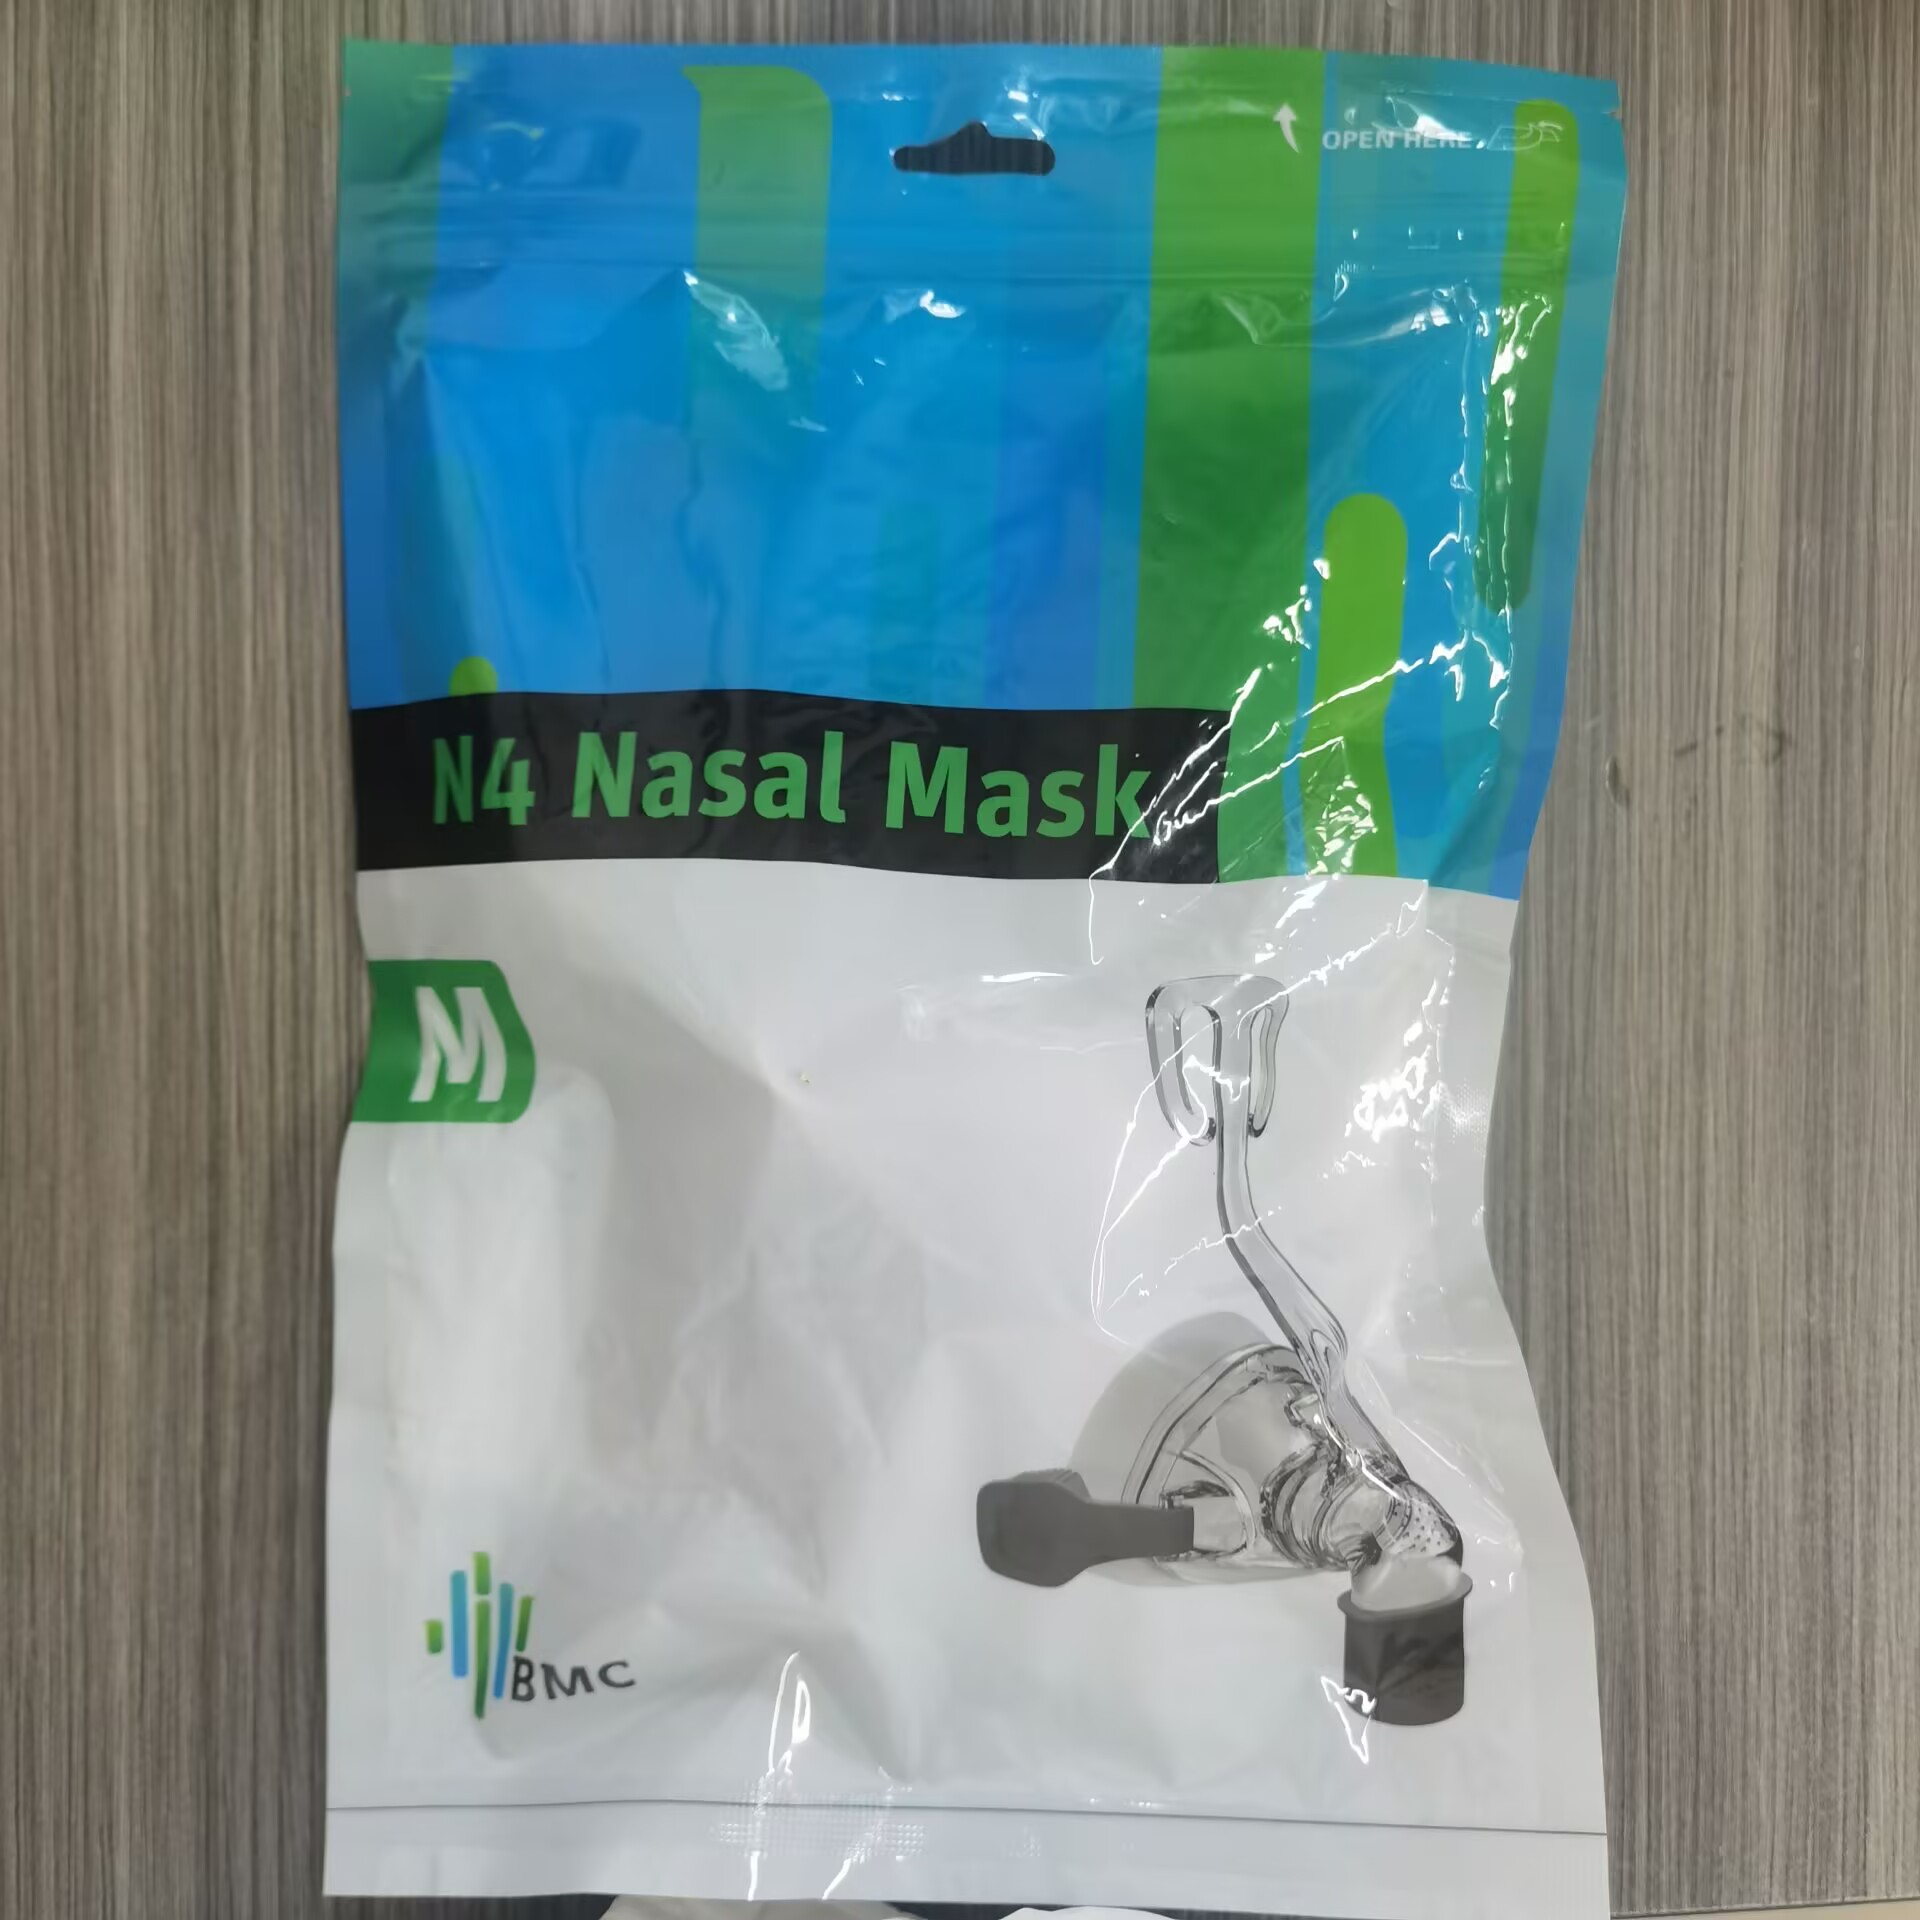 OPEN HERE
N4 Nasal Mask
M
BMC